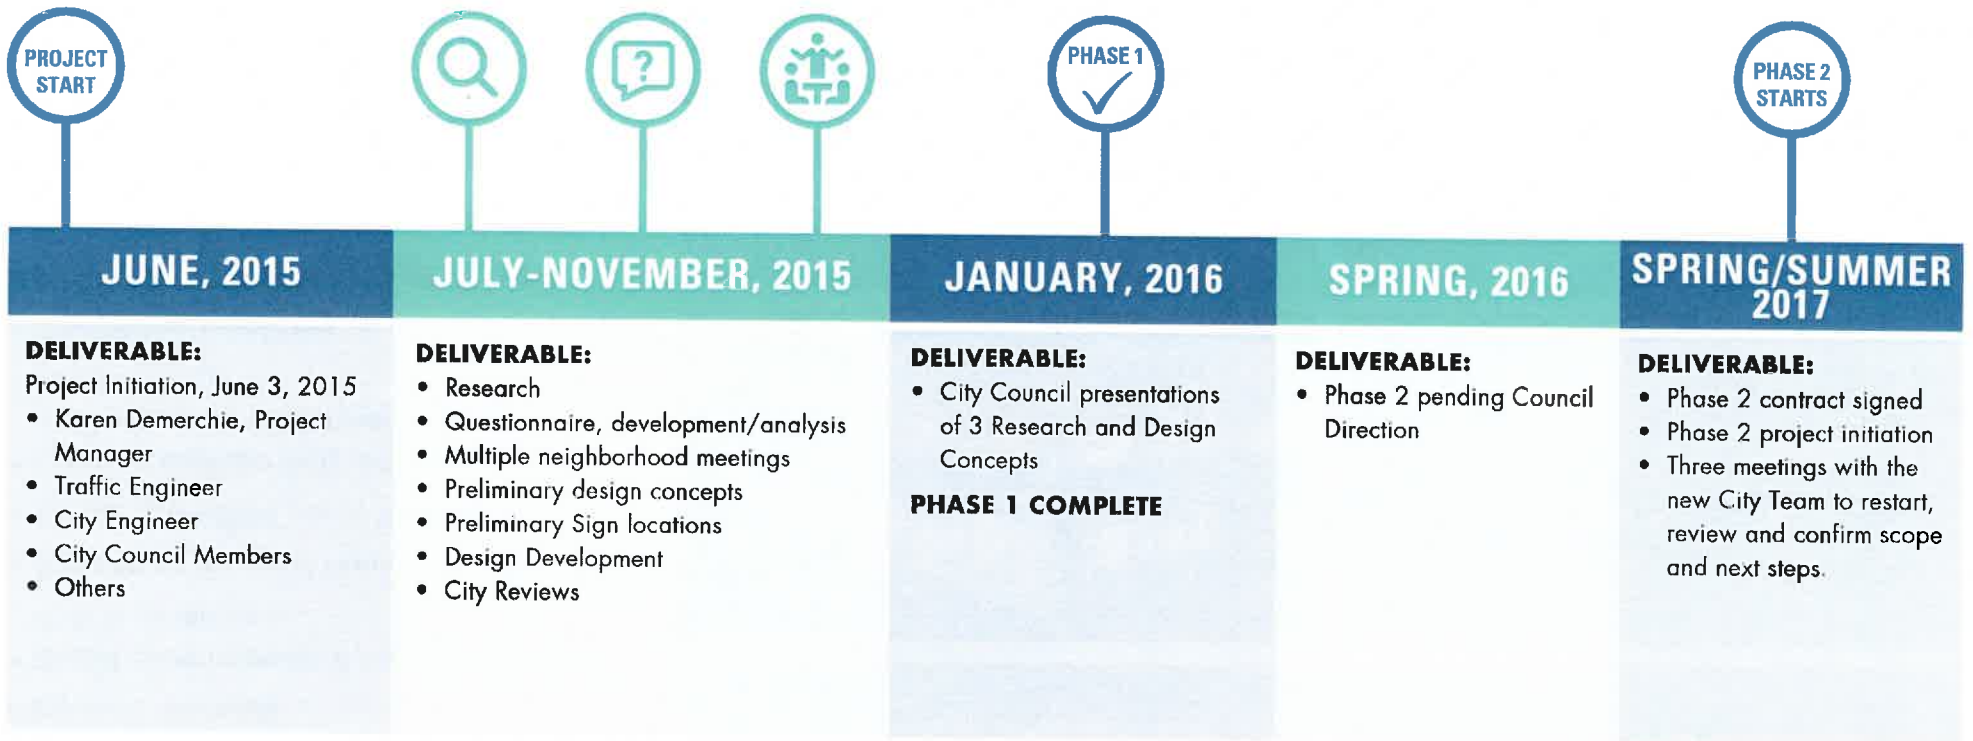 PROJECT
START
?
PHASE 1
PHASE 2
STARTS
JUNE, 2015
DELIVERABLE:
Project Initiation, June 3, 2015
• Karen Demerchie, Project
Manager
• Traffic Engineer
• City Engineer
• City Council Members
• Others
JULY-NOVEMBER, 2015
DELIVERABLE:
• Research
• Questionnaire, development/analysis
• Multiple neighborhood meetings
• Preliminary design concepts
• Preliminary Sign locations
• Design Development
• City Reviews
JANUARY, 2016
DELIVERABLE:
• City Council presentations
of 3 Research and Design
Concepts
PHASE 1 COMPLETE
SPRING, 2016
DELIVERABLE:
• Phase 2 pending Council
Direction
SPRING/SUMMER
2017
DELIVERABLE:
• Phase 2 contract signed
• Phase 2 project initiation
• Three meetings with the
new City Team to restart,
review and confirm scope
and next steps.